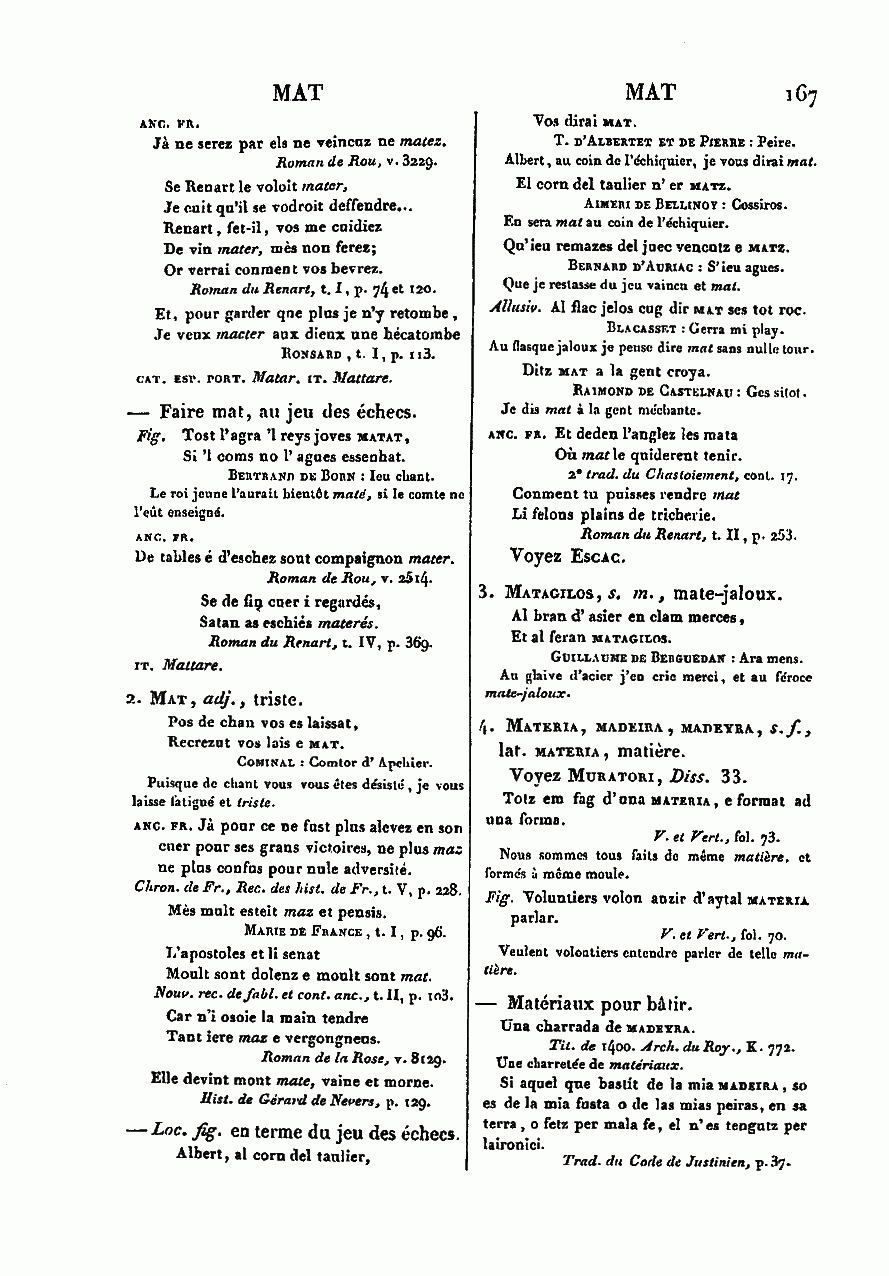 MAT MAT 167
ANC. FR.
Jà ne serez par els ne veincuz ne matez.
Roman de Rou, v. 3229.
Se Renart le voloit mater,
Je cuit qu'il se vodroit deffendre...
Renart, fet-il, vos me cuidiez
De vin mater, mès non ferez;
Or verrai conment vos bevrez.
Roman du Renart, t. I, p. 74 et 120.
Et, pour garder que plus je n'y retombe,
Je veux macter aux dieux une hécatombe
RONSARD, t. I, p. 113.
CAT. ESP. PORT. Matar. IT. Mattare.
— Faire mat, au jeu des échecs.
Fig. Tost l'agra 'l reys joves MATAT,
Si 'l coms no l' agues essenhat.
BERTRAND DE BORN : Ieu chant.
Le roi jeune l'aurait bientôt maté, si le comte ne
l'eût enseigné.
ANC. FR.
De tables é d'eschez sout compaignon mater.
Roman de Rou, v. 2514.
Se de fin cuer i regardés,
Satan as eschiés materés.
Roman du Renart, t. IV, p. 369.
IT. Mattare.
2. MAT, adj., triste.
Pos de chan vos es laissat,
Recrezut vos lais e MAT.
COMINAL : Comtor d' Apchier.
Puisque de chant vous vous êtes désisté, je vous
laisse fatigué et triste.
ANC. FR. Jà pour ce ne fust plus alevez en son
cuer pour ses grans victoires, ne plus maz
ne plus confus pour nule adversité.
Chron. de Fr., Rec. des hist. de Fr., t. V, p. 228.
Mès mult esteit maz et pensis.
MARIE DE FRANCE, t. I, p. 96.
L'apostoles et li senat
Moult sont dolenz e moult sont mat.
Nouv. rec. de fabl. et cont. anc., t. II, p. 103.
Car n'i osoie la main tendre
Tant iere maz e vergongneus.
Roman de la Rose, v. 8129.
Elle devint mont mate, vaine et morne.
Hist. de Gérard de Nevers, p. 129.
— Loc. fig. en terme du jeu des échecs.
Albert, al corn del taulier,
Vos dirai MAT.
T. D'ALBERTET ET DE PIERRE : Peire.
Albert, au coin de l'échiquier, je vous dirai mat.
El corn del taulier n' er MATZ.
AIMERI DE BELLINOY : Cossiros.
En sera mat au coin de l'échiquier.
Qu'ieu remazes del juec vencutz e MATZ.
BERNARD D'AURIAC : S'ieu agues.
Que je restasse du jeu vaincu et mat.
Allusiv. Al flac jelos cug dir MAT ses tot roc.
BLACASSET : Gerra mi play.
Au flasque jaloux je pense dire mat sans nulle tour.
Ditz MAT a la gent croya.
RAIMOND DE CASTELNAU : Ges sitot.
Je dis mat à la gent méchante.
ANC. FR. Et deden l'anglez les mata
Où mat le quiderent tenir.
2e trad. du Chastoiement, cont. 17.
Conment tu puisses rendre mat
Li felons plains de tricherie.
Roman du Renart, t. II, p. 253.
Voyez ESCAC.
3. MATAGILOS, s. m., mate-jaloux.
Al bran d' asier en clam merces,
Et al feran MATAGILOS.
GUILLAUME DE BERGUEDAN : Ara mens.
Au glaive d'acier j'en crie merci, et au féroce
mate-jaloux.
4. MATERIA, MADEIRA, MADEYRA, s. f.,
lat. MATERIA, matière.
Voyez MURATORI, Diss. 33.
Totz em fag d'una MATERIA, e format ad
una forma.
V. et Vert., fol. 73.
Nous sommes tous faits de même matière, et
formés à même moule.
Fig. Voluntiers volon auzir d'aytal MATERIA
parlar.
V. et Vert., fol. 70.
Veulent volontiers entendre parler de telle ma-
tière.
— Matériaux pour bâtir.
Una charrada de MADEYRA.
Tit. de 1400. Arch. du Roy., K. 772.
Une charretée de matériaux.
Si aquel que bastit de la mia MADEIRA, so
es de la mia fusta o de las mias peiras, en sa
terra, o fetz per mala fe, el n'es tengutz per
laironici.
Trad. du Code de Justinien, p. 37.